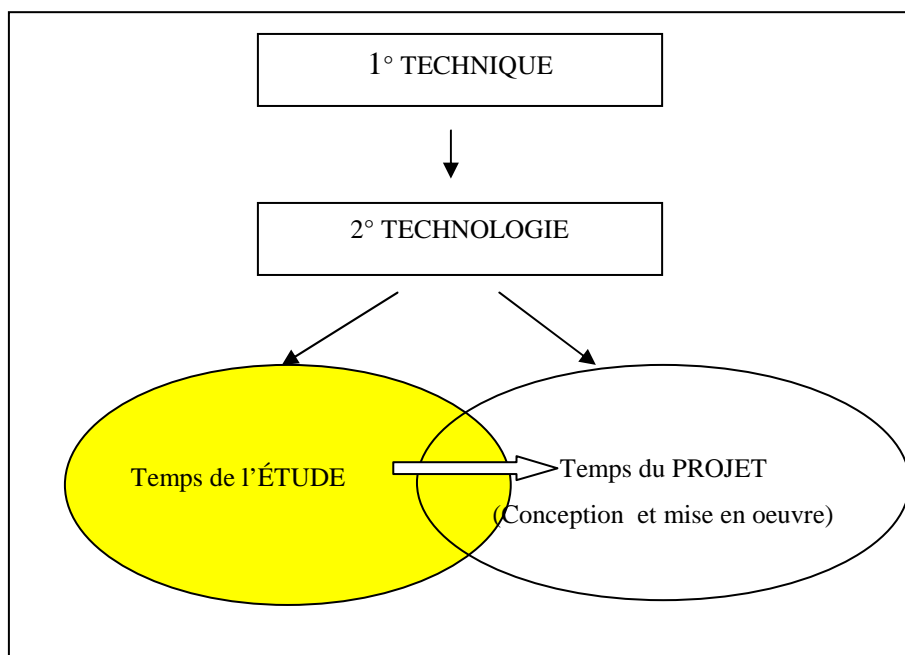 1° TECHNIQUE
2° TECHNOLOGIE
Temps de l’ÉTUDE
Temps du PROJET
(Conception et mise en oeuvre)